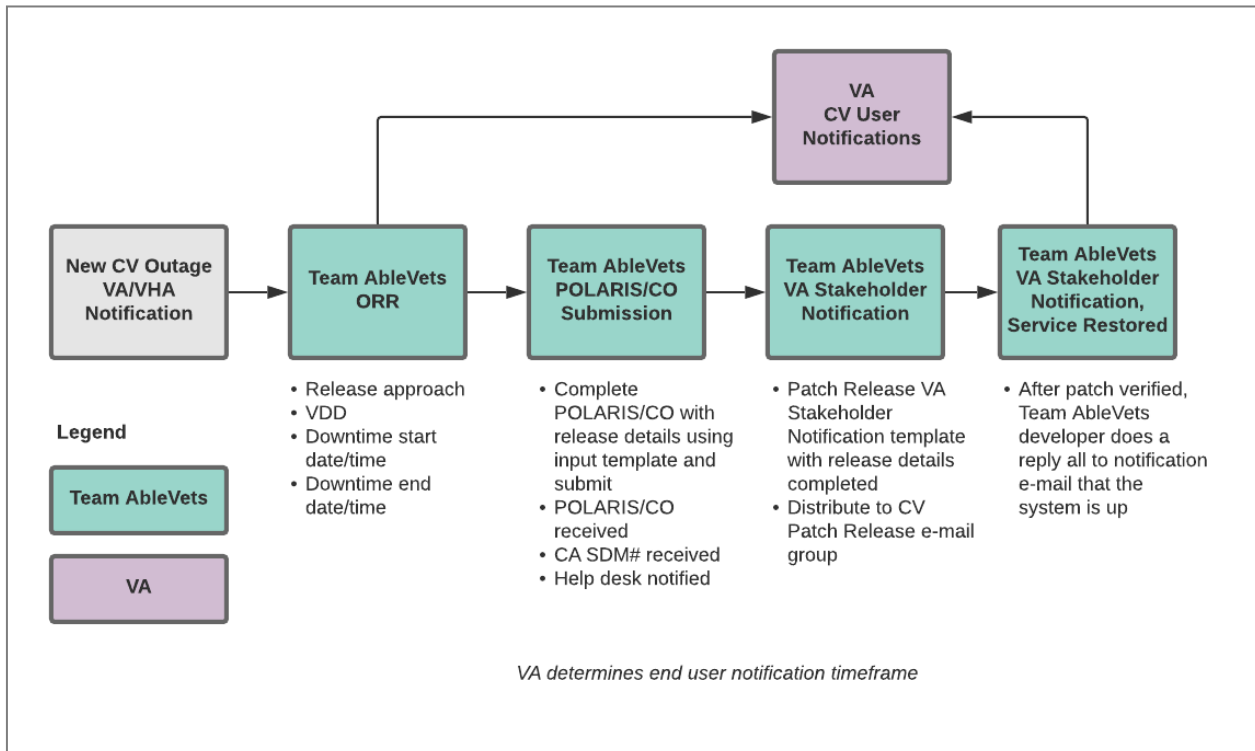 VA
CV User
Notifications
New CV Outage
VA/VHA
Notification
Team AbleVets
ORR
Team AbleVets
POLARIS/CO
Submission
Team AbleVets
VA Stakeholder
Notification
Team AbleVets
VA Stakeholder
Notification,
Service Restored
• Release approach
• VDD
• Downtime start
date/time
• Downtime end
date/time
• Complete
POLARIS/CO with
release details using
input template and
submit
• POLARIS/CO
received
• CA SDM# received
• Help desk notified
• Patch Release VA
Stakeholder
Notification template
with release details
completed
• Distribute to CV
Patch Release e-mail
group
• After patch verified,
Team AbleVets
developer does a
reply all to notification
e-mail that the
system is up
Legend
Team AbleVets
VA
VA determines end user notification timeframe